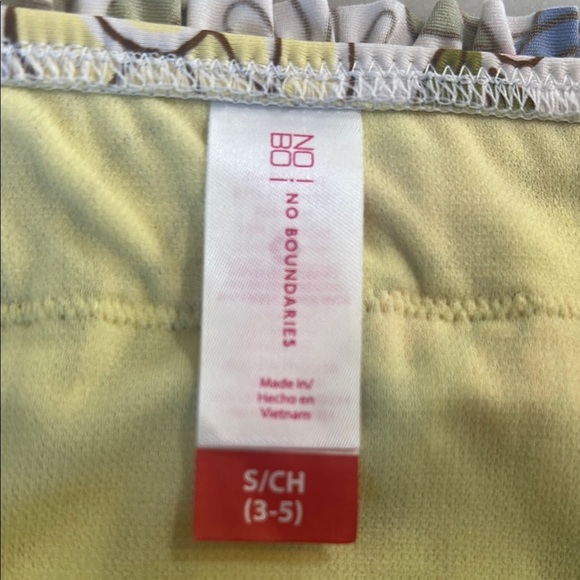 NO
BO
NO BOUNDARIES
Made in/
Hecho en
Vietnam
S/CH
(3-5)